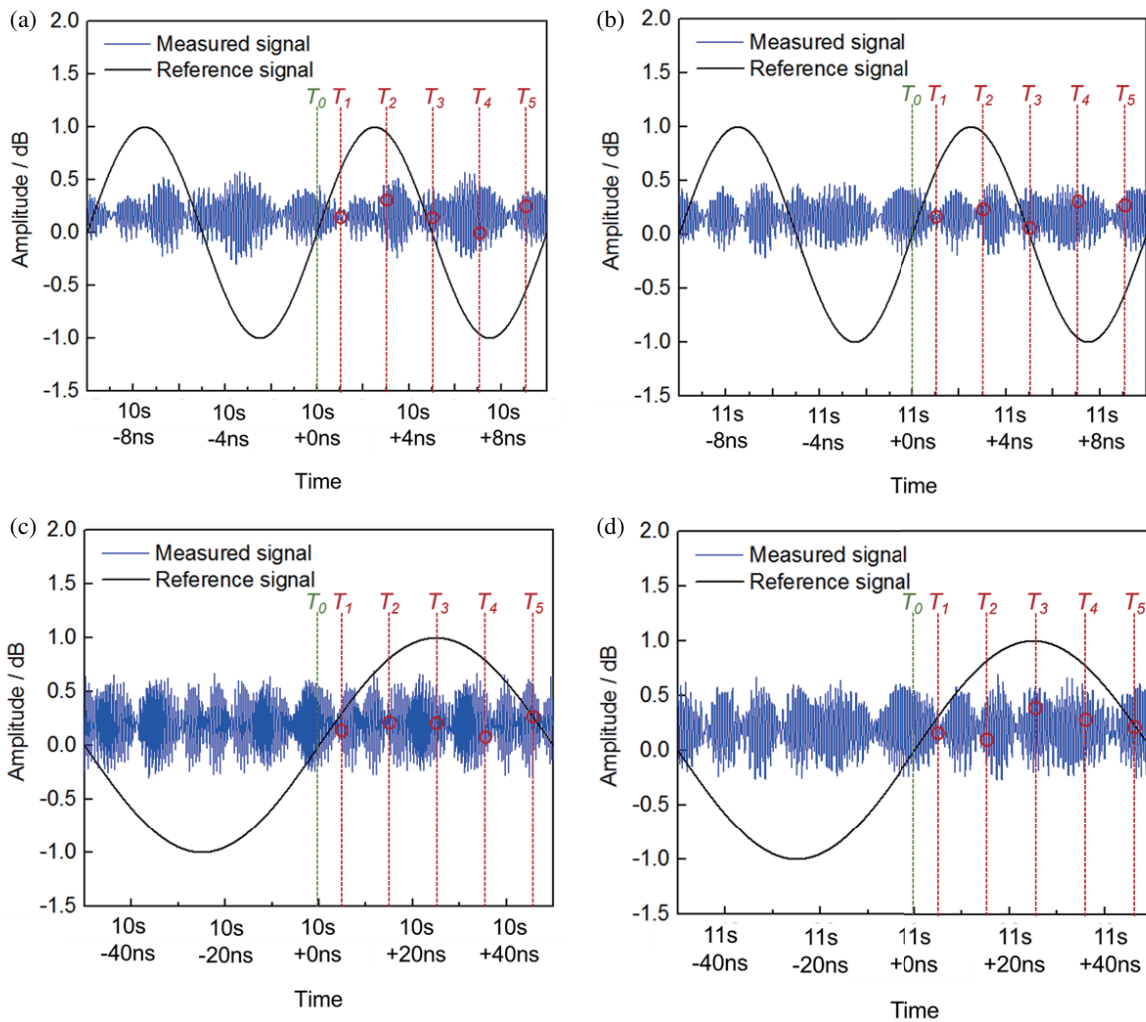 (a)
2.0
1.5
1.0
0.5
0.0
-0.5
-1.0
-1.5
Amplitude / dB
Measured signal
Reference signal
T0 T1 T2 T3 T4 T5
10s 10s 10s 10s 10s
-8ns -4ns +0ns +4ns +8ns
Time
(b)
2.0
1.5
1.0
0.5
0.0
-0.5
-1.0
-1.5
Amplitude / dB
Measured signal
Reference signal
T0 T1 T2 T3 T4 T5
11s 11s 11s 11s 11s
-8ns -4ns +0ns +4ns +8ns
Time
(c)
2.0
1.5
1.0
0.5
0.0
-0.5
-1.0
-1.5
Amplitude / dB
Measured signal
Reference signal
T0 T1 T2 T3 T4 T5
10s 10s 10s 10s 10s
-40ns -20ns +0ns +20ns +40ns
Time
(d)
2.0
1.5
1.0
0.5
0.0
-0.5
-1.0
-1.5
Amplitude / dB
Measured signal
Reference signal
T0 T1 T2 T3 T4 T5
11s 11s 11s 11s 11s
-40ns -20ns +0ns +20ns +40ns
Time